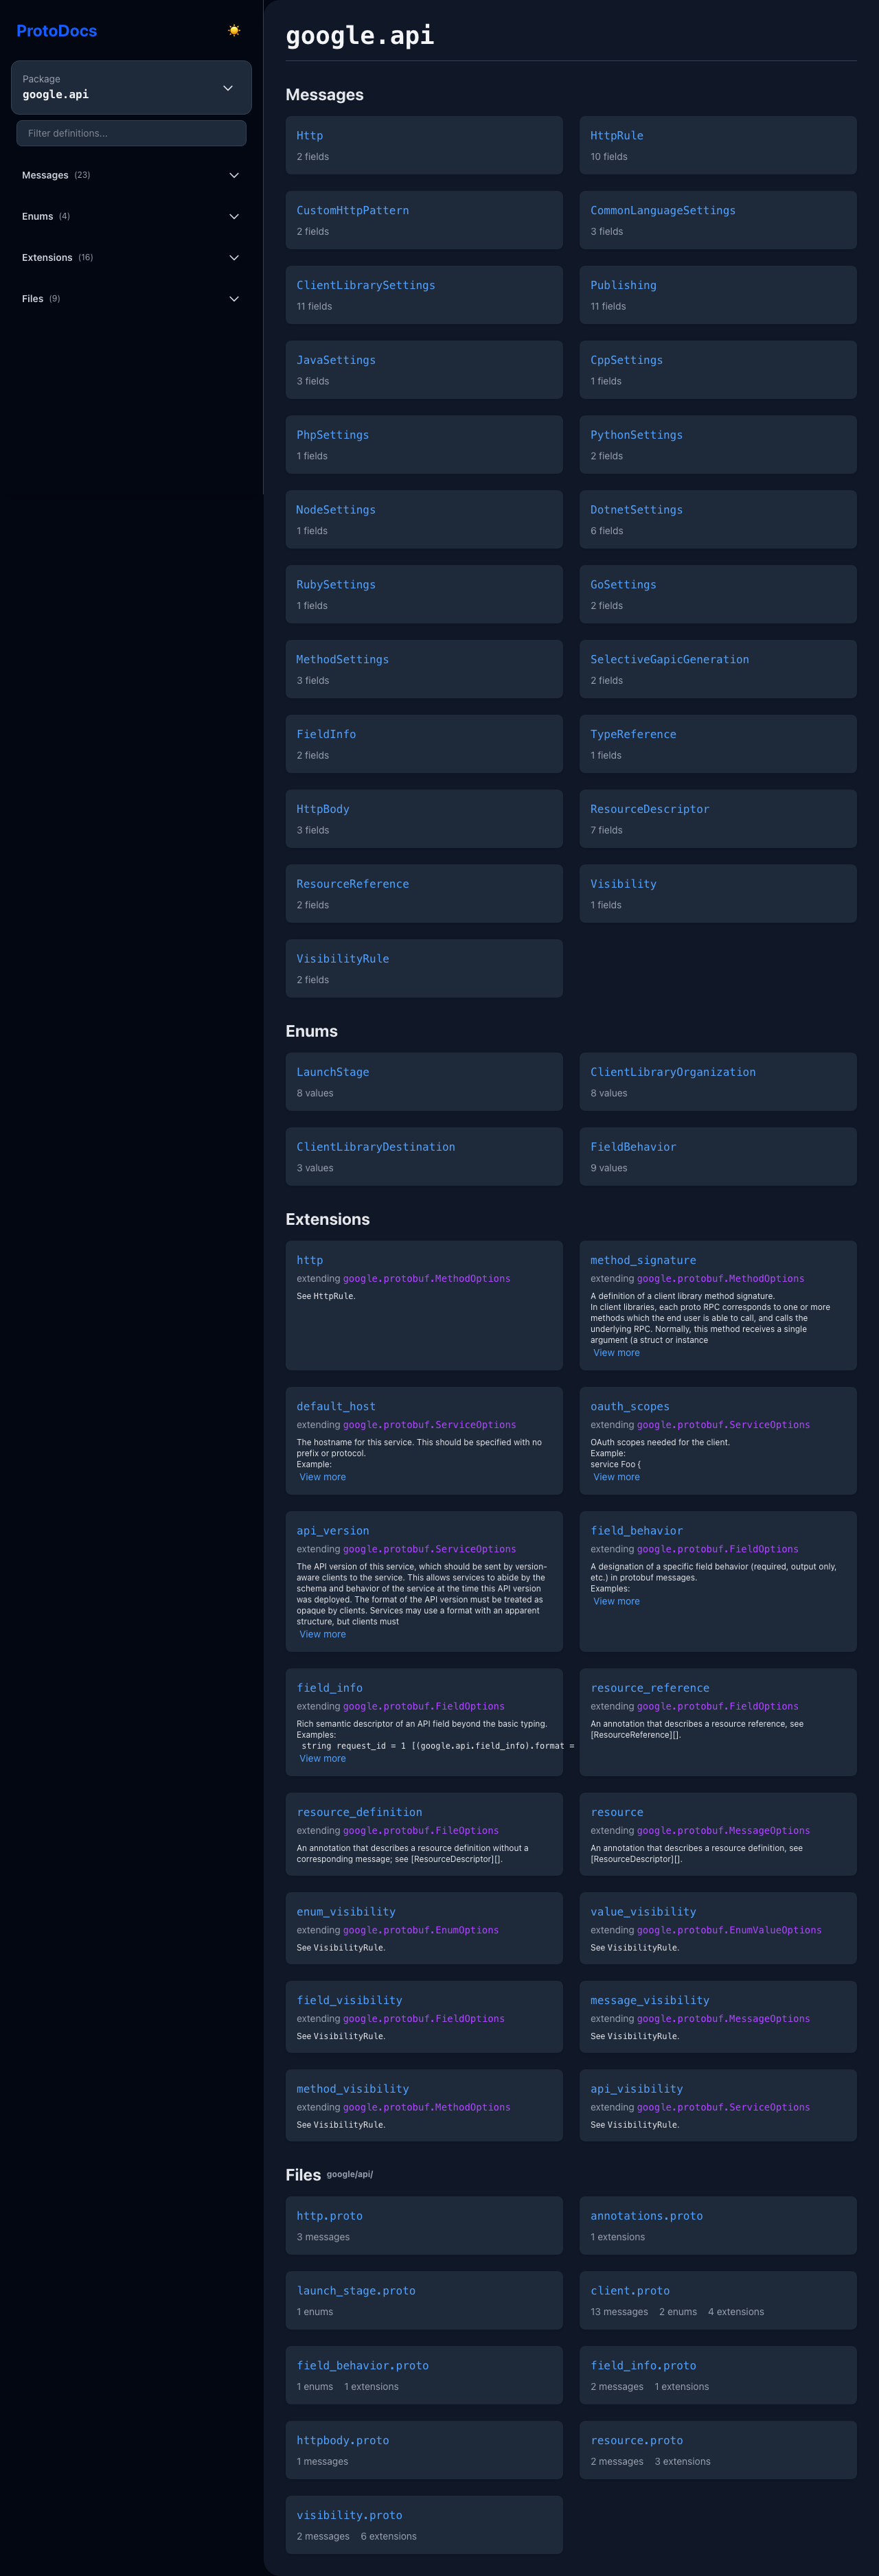 ProtoDocs
Package
google.api
Filter definitions...
Messages (23)
Enums (4)
Extensions (16)
Files (9)
google.api
Messages
Http
2 fields
HttpRule
10 fields
CustomHttpPattern
2 fields
CommonLanguageSettings
3 fields
ClientLibrarySettings
11 fields
Publishing
11 fields
JavaSettings
3 fields
CppSettings
1 fields
PhpSettings
1 fields
PythonSettings
2 fields
NodeSettings
1 fields
DotnetSettings
6 fields
RubySettings
1 fields
GoSettings
2 fields
MethodSettings
3 fields
SelectiveGapicGeneration
2 fields
FieldInfo
2 fields
TypeReference
1 fields
HttpBody
3 fields
ResourceDescriptor
7 fields
ResourceReference
2 fields
Visibility
1 fields
VisibilityRule
2 fields
Enums
LaunchStage
8 values
ClientLibraryOrganization
8 values
ClientLibraryDestination
3 values
FieldBehavior
9 values
Extensions
http
extending google.protobuf.MethodOptions
See HttpRule.
method_signature
extending google.protobuf.MethodOptions
A definition of a client library method signature.
In client libraries, each proto RPC corresponds to one or more
methods which the end user is able to call, and calls the
underlying RPC. Normally, this method receives a single
argument (a struct or instance
View more
default_host
extending google.protobuf.ServiceOptions
The hostname for this service. This should be specified with no
prefix or protocol.
Example:
View more
oauth_scopes
extending google.protobuf.ServiceOptions
OAuth scopes needed for the client.
Example:
service Foo {
View more
api_version
extending google.protobuf.ServiceOptions
The API version of this service, which should be sent by version-
aware clients to the service. This allows services to abide by the
schema and behavior of the service at the time this API version
was deployed. The format of the API version must be treated as
opaque by clients. Services may use a format with an apparent
structure, but clients must
View more
field_behavior
extending google.protobuf.FieldOptions
A designation of a specific field behavior (required, output only,
etc.) in protobuf messages.
Examples:
View more
field_info
extending google.protobuf.FieldOptions
Rich semantic descriptor of an API field beyond the basic typing.
Examples:
string request_id = 1 [(google.api.field_info).format =
View more
resource_reference
extending google.protobuf.FieldOptions
An annotation that describes a resource reference, see
[ResourceReference][].
resource_definition
extending google.protobuf.FileOptions
An annotation that describes a resource definition without a
corresponding message; see [ResourceDescriptor][].
resource
extending google.protobuf.MessageOptions
An annotation that describes a resource definition, see
[ResourceDescriptor][].
enum_visibility
extending google.protobuf.EnumOptions
See VisibilityRule.
value_visibility
extending google.protobuf.EnumValueOptions
See VisibilityRule.
field_visibility
extending google.protobuf.FieldOptions
See VisibilityRule.
message_visibility
extending google.protobuf.MessageOptions
See VisibilityRule.
method_visibility
extending google.protobuf.MethodOptions
See VisibilityRule.
api_visibility
extending google.protobuf.ServiceOptions
See VisibilityRule.
Files google/api/
http.proto
3 messages
annotations.proto
1 extensions
launch_stage.proto
1 enums
client.proto
13 messages 2 enums 4 extensions
field_behavior.proto
1 enums 1 extensions
field_info.proto
2 messages 1 extensions
httpbody.proto
1 messages
resource.proto
2 messages 3 extensions
visibility.proto
2 messages 6 extensions